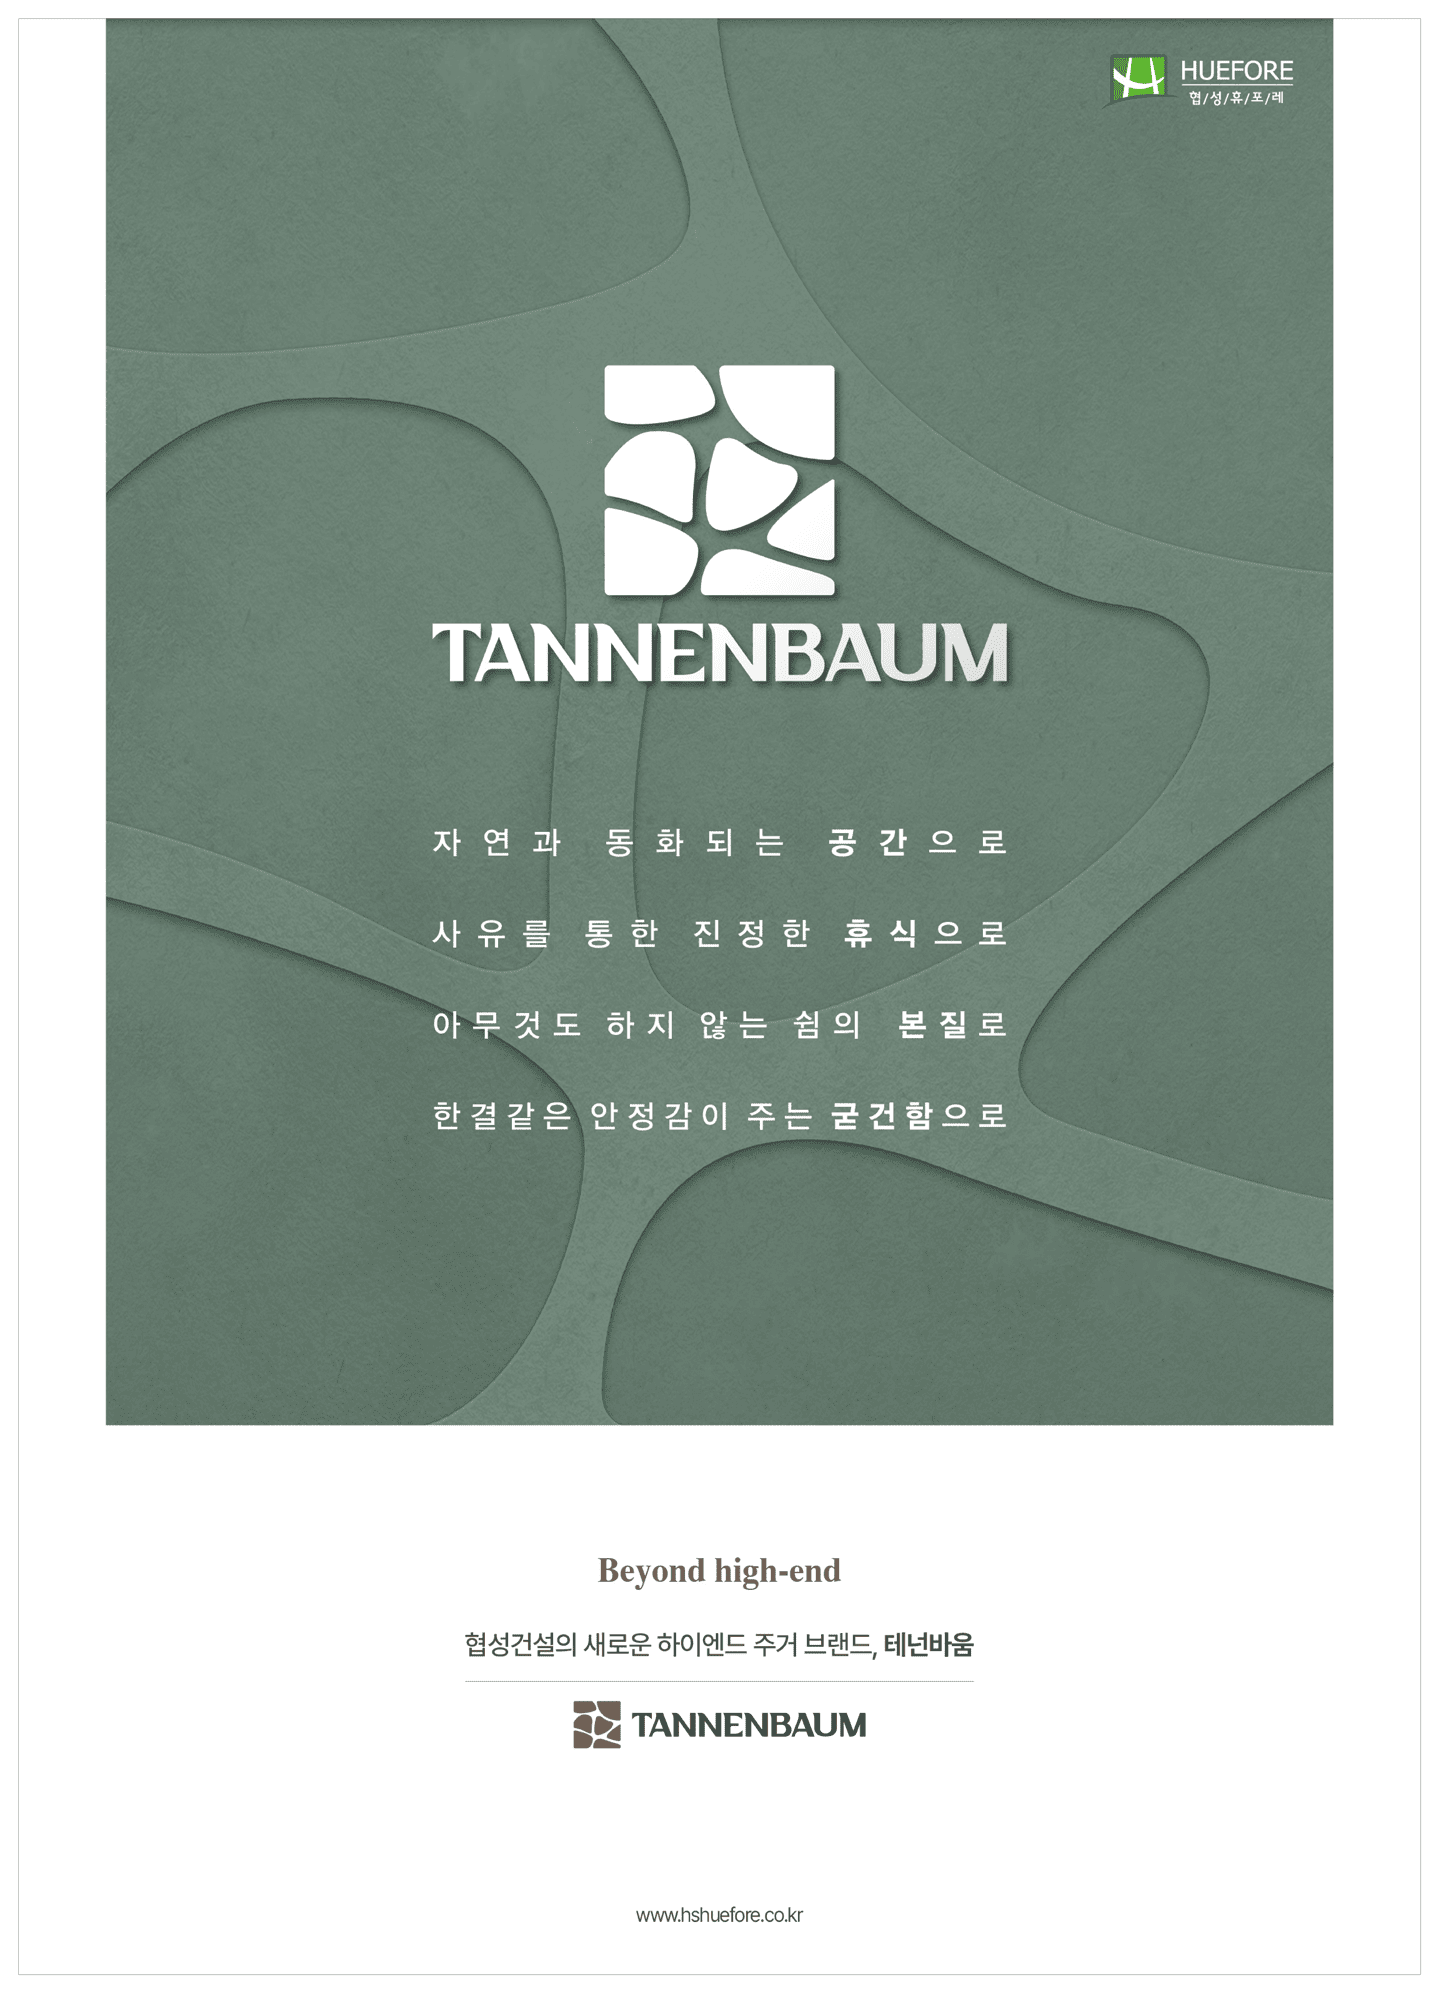 HUEFORE
협/성/휴/포/레
TANNENBAUM
자연과 동화되는 공간으로
사유를 통한 진정한 휴식으로
아무것도 하지 않는 쉼의 본질로
한결같은 안정감이 주는 굳건함으로
Beyond high-end
협성건설의 새로운 하이엔드 주거 브랜드, 테넌바움
TANNENBAUM
www.hshuefore.co.kr